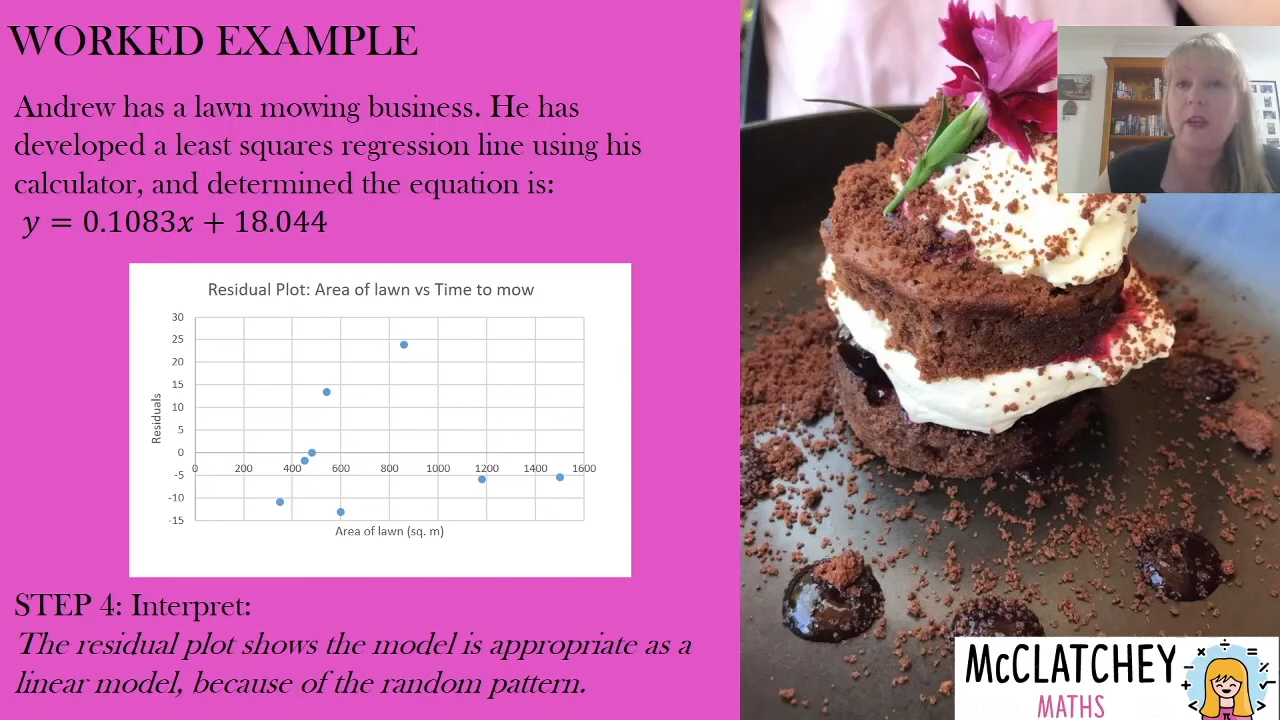 WORKED EXAMPLE
Andrew has a lawn mowing business. He has
developed a least squares regression line using his
calculator, and determined the equation is:
y = 0.1083x + 18.044
Residual Plot: Area of lawn vs Time to mow
30
25
20
15
10
5
0
-5
-10
-15
Residuals
0 200 400 600 800 1000 1200 1400 1600
Area of lawn (sq. m)
STEP 4: Interpret:
The residual plot shows the model is appropriate as a
linear model, because of the random pattern.
McCLATCHEY
MATHS